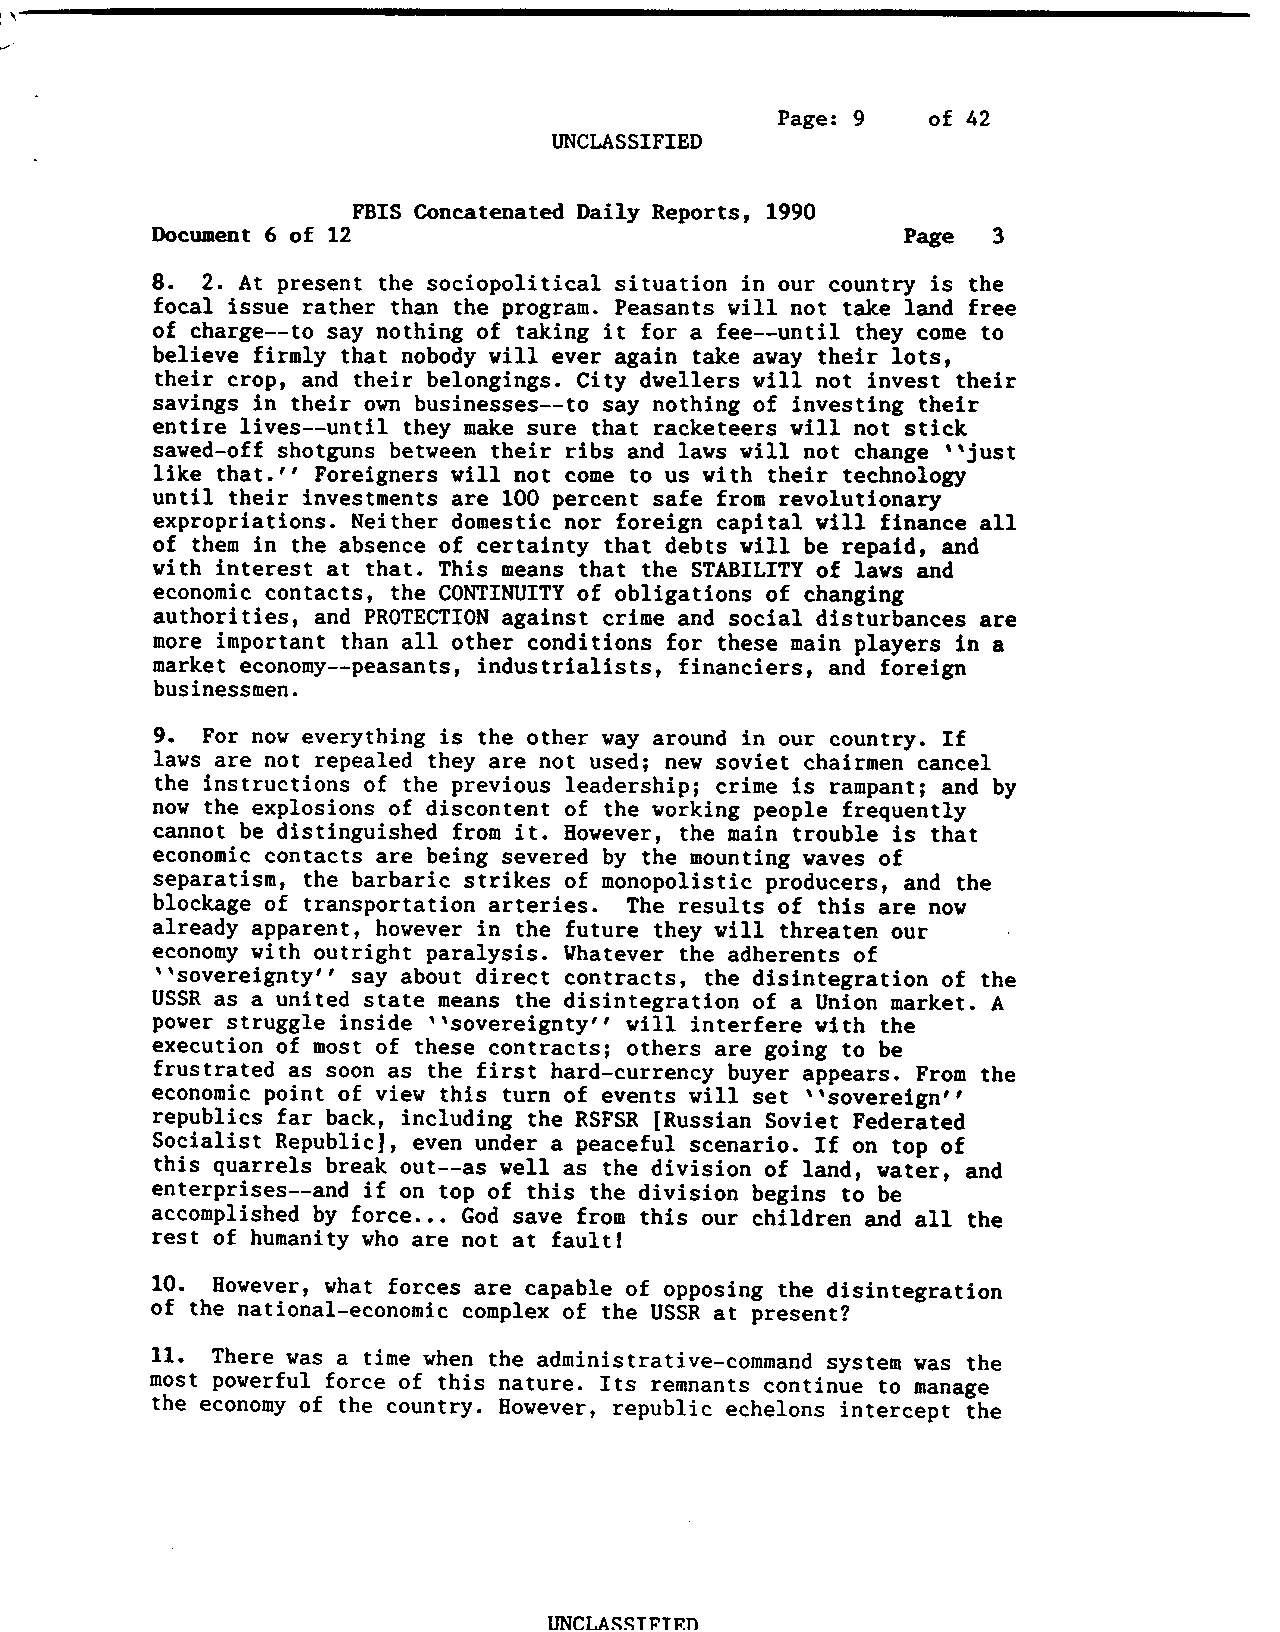 Page: 9 of 42
UNCLASSIFIED
FBIS Concatenated Daily Reports, 1990
Document 6 of 12 Page 3
8. 2. At present the sociopolitical situation in our country is the
focal issue rather than the program. Peasants will not take land free
of charge--to say nothing of taking it for a fee--until they come to
believe firmly that nobody will ever again take away their lots,
their crop, and their belongings. City dwellers will not invest their
savings in their own businesses--to say nothing of investing their
entire lives--until they make sure that racketeers will not stick
sawed-off shotguns between their ribs and laws will not change ``just
like that.'' Foreigners will not come to us with their technology
until their investments are 100 percent safe from revolutionary
expropriations. Neither domestic nor foreign capital will finance all
of them in the absence of certainty that debts will be repaid, and
with interest at that. This means that the STABILITY of laws and
economic contacts, the CONTINUITY of obligations of changing
authorities, and PROTECTION against crime and social disturbances are
more important than all other conditions for these main players in a
market economy--peasants, industrialists, financiers, and foreign
businessmen.
9. For now everything is the other way around in our country. If
laws are not repealed they are not used; new soviet chairmen cancel
the instructions of the previous leadership; crime is rampant; and by
now the explosions of discontent of the working people frequently
cannot be distinguished from it. However, the main trouble is that
economic contacts are being severed by the mounting waves of
separatism, the barbaric strikes of monopolistic producers, and the
blockage of transportation arteries. The results of this are now
already apparent, however in the future they will threaten our
economy with outright paralysis. Whatever the adherents of
``sovereignty'' say about direct contracts, the disintegration of the
USSR as a united state means the disintegration of a Union market. A
power struggle inside ``sovereignty'' will interfere with the
execution of most of these contracts; others are going to be
frustrated as soon as the first hard-currency buyer appears. From the
economic point of view this turn of events will set ``sovereign''
republics far back, including the RSFSR [Russian Soviet Federated
Socialist Republic], even under a peaceful scenario. If on top of
this quarrels break out--as well as the division of land, water, and
enterprises--and if on top of this the division begins to be
accomplished by force... God save from this our children and all the
rest of humanity who are not at fault!
10. However, what forces are capable of opposing the disintegration
of the national-economic complex of the USSR at present?
11. There was a time when the administrative-command system was the
most powerful force of this nature. Its remnants continue to manage
the economy of the country. However, republic echelons intercept the
UNCLASSIFIED